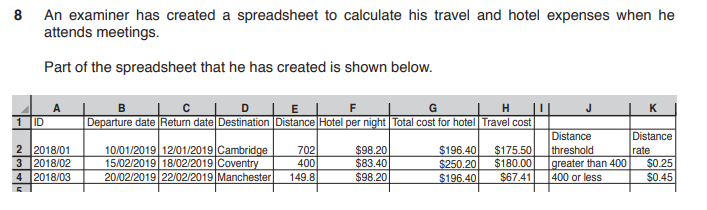 8 An examiner has created a spreadsheet to calculate his travel and hotel expenses when he
attends meetings.
Part of the spreadsheet that he has created is shown below.
A B C D E F G H I J K
1 ID Departure date Return date Destination Distance Hotel per night Total cost for hotel Travel cost
2 2018/01 10/01/2019 12/01/2019 Cambridge 702 $98.20 $196.40 $175.50 Distance threshold Distance rate
3 2018/02 15/02/2019 18/02/2019 Coventry 400 $83.40 $250.20 $180.00 greater than 400 $0.25
4 2018/03 20/02/2019 22/02/2019 Manchester 149.8 $98.20 $196.40 $67.41 400 or less $0.45
5